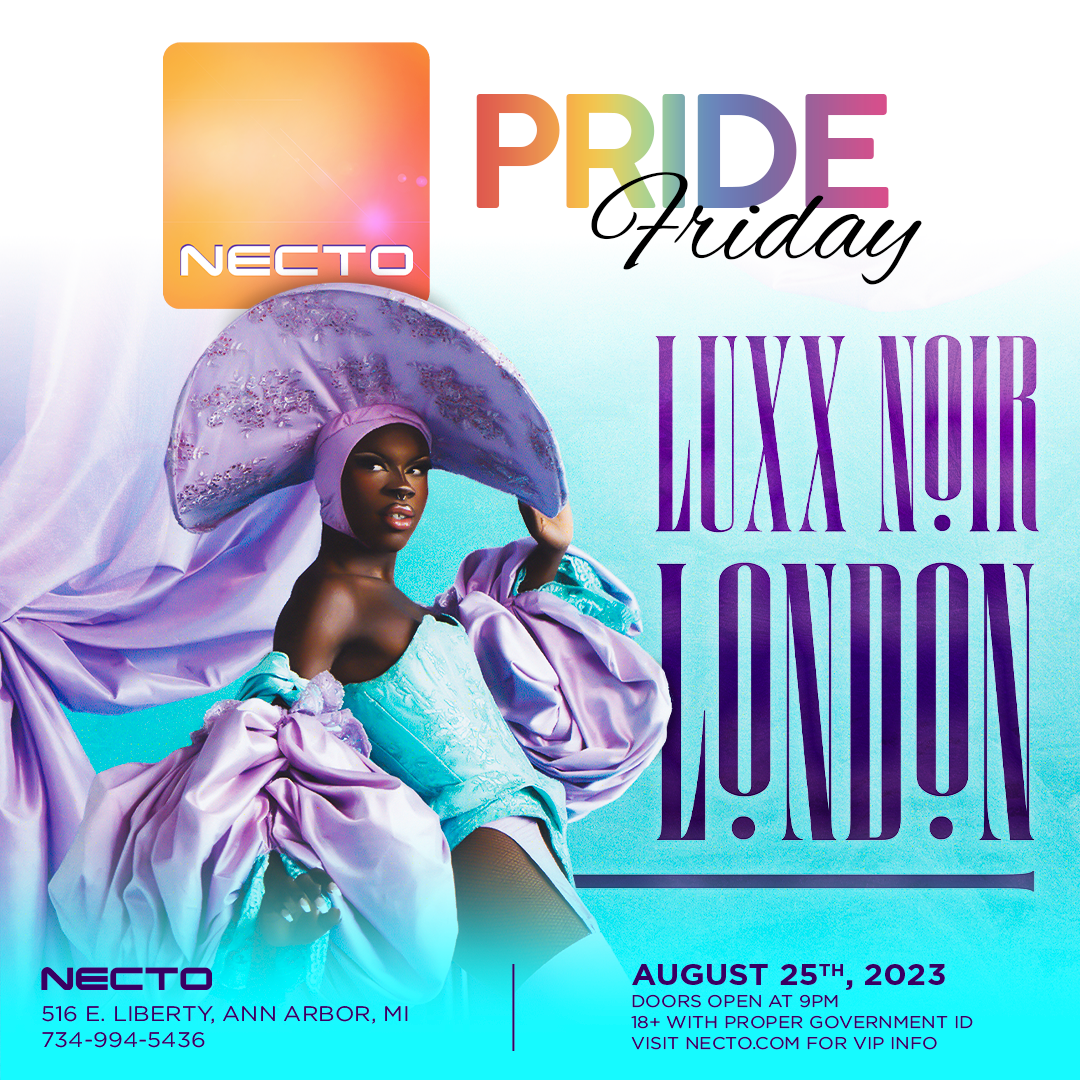 NECTO
PRIDE
Friday
LUXX NOIR
LONDON
NECTO
516 E. LIBERTY, ANN ARBOR, MI
734-994-5436
AUGUST 25TH, 2023
DOORS OPEN AT 9PM
18+ WITH PROPER GOVERNMENT ID
VISIT NECTO.COM FOR VIP INFO